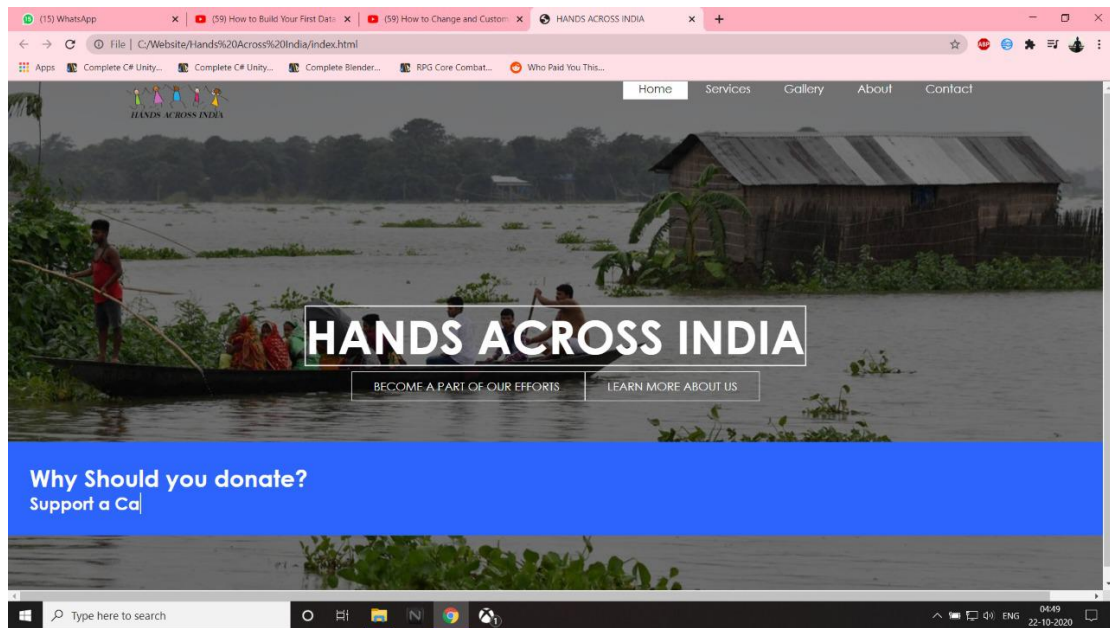 (15) WhatsApp
(59) How to Build Your First Data
(59) How to Change and Custom
HANDS ACROSS INDIA
File | C:/Website/Hands%20Across%20India/index.html
ABP
Apps Complete C# Unity... Complete C# Unity... Complete Blender... RPG Core Combat... Who Paid You This...
HANDS ACROSS INDIA
Home Services Gallery About Contact
HANDS ACROSS INDIA
BECOME A PART OF OUR EFFORTS LEARN MORE ABOUT US
Why Should you donate?
Support a Ca
Type here to search
ENG
04:49
22-10-2020